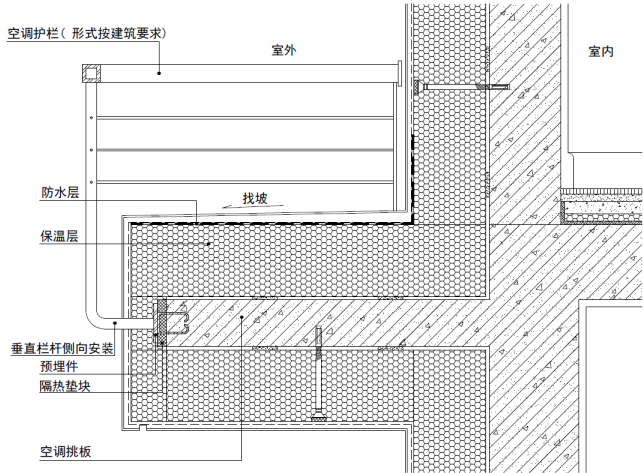 空调护栏( 形式按建筑要求)
室外
室内
找坡
防水层
保温层
垂直栏杆侧向安装
预埋件
隔热垫块
空调挑板